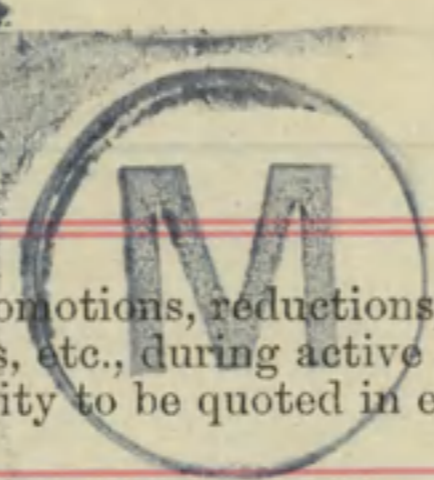 M
omotions, reductions
s, etc., during active
ity to be quoted in e